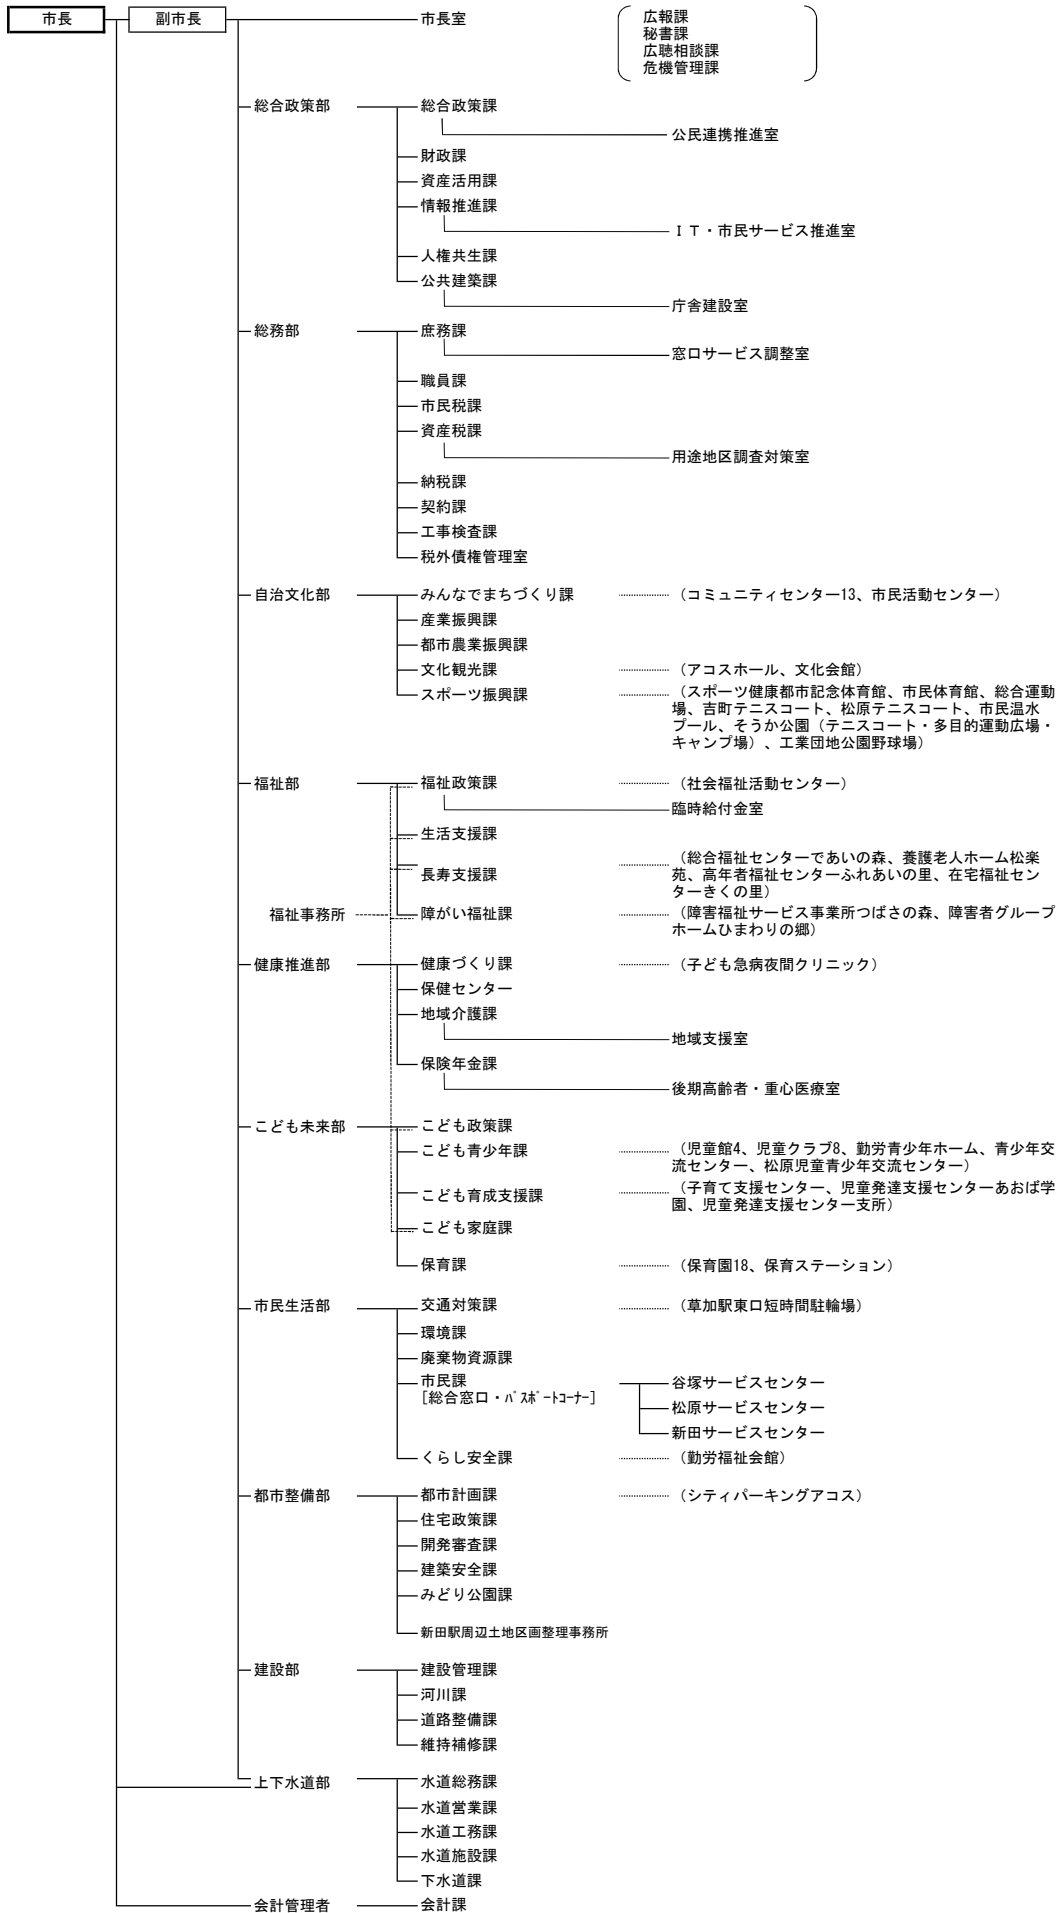 市長
副市長
市長室
広報課
秘書課
広聴相談課
危機管理課
総合政策部
総合政策課
公民連携推進室
財政課
資産活用課
情報推進課
ＩＴ・市民サービス推進室
人権共生課
公共建築課
庁舎建設室
総務部
庶務課
窓口サービス調整室
職員課
市民税課
資産税課
用途地区調査対策室
納税課
契約課
工事検査課
税外債権管理室
自治文化部
みんなでまちづくり課
（コミュニティセンター13、市民活動センター）
産業振興課
都市農業振興課
文化観光課
（アコスホール、文化会館）
スポーツ振興課
（スポーツ健康都市記念体育館、市民体育館、総合運動
場、吉町テニスコート、松原テニスコート、市民温水
プール、そうか公園（テニスコート・多目的運動広場・
キャンプ場）、工業団地公園野球場）
福祉部
福祉政策課
（社会福祉活動センター）
臨時給付金室
生活支援課
長寿支援課
（総合福祉センターであいの森、養護老人ホーム松楽
苑、高年者福祉センターふれあいの里、在宅福祉セン
ターきくの里）
福祉事務所
障がい福祉課
（障害福祉サービス事業所つばさの森、障害者グループ
ホームひまわりの郷）
健康推進部
健康づくり課
（子ども急病夜間クリニック）
保健センター
地域介護課
地域支援室
保険年金課
後期高齢者・重心医療室
こども未来部
こども政策課
こども青少年課
（児童館4、児童クラブ8、勤労青少年ホーム、青少年交
流センター、松原児童青少年交流センター）
こども育成支援課
（子育て支援センター、児童発達支援センターあおば学
園、児童発達支援センター支所）
こども家庭課
保育課
（保育園18、保育ステーション）
市民生活部
交通対策課
（草加駅東口短時間駐輪場）
環境課
廃棄物資源課
市民課
[総合窓口・ﾊﾟｽﾎﾟｰﾄｺｰﾅｰ]
谷塚サービスセンター
松原サービスセンター
新田サービスセンター
くらし安全課
（勤労福祉会館）
都市整備部
都市計画課
（シティパーキングアコス）
住宅政策課
開発審査課
建築安全課
みどり公園課
新田駅周辺土地区画整理事務所
建設部
建設管理課
河川課
道路整備課
維持補修課
上下水道部
水道総務課
水道営業課
水道工務課
水道施設課
下水道課
会計管理者
会計課